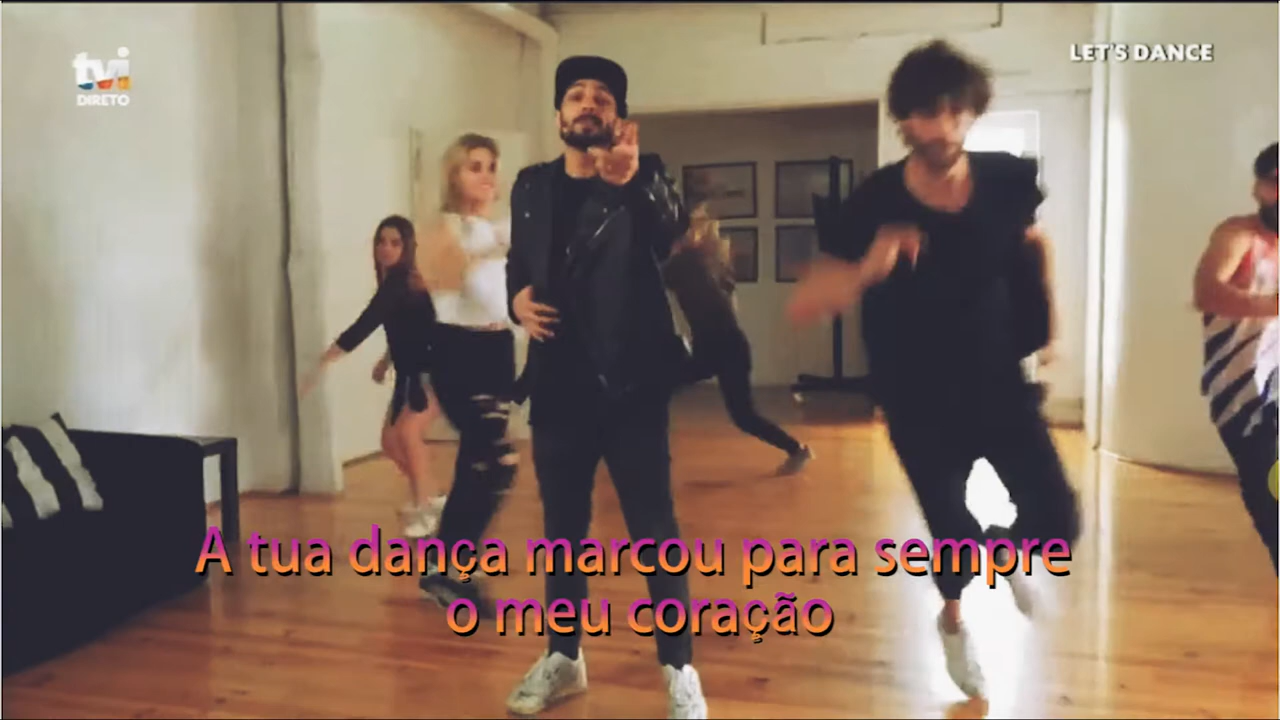 tvi
DIRETO
LET'S DANCE
A tua dança marcou para sempre
o meu coração